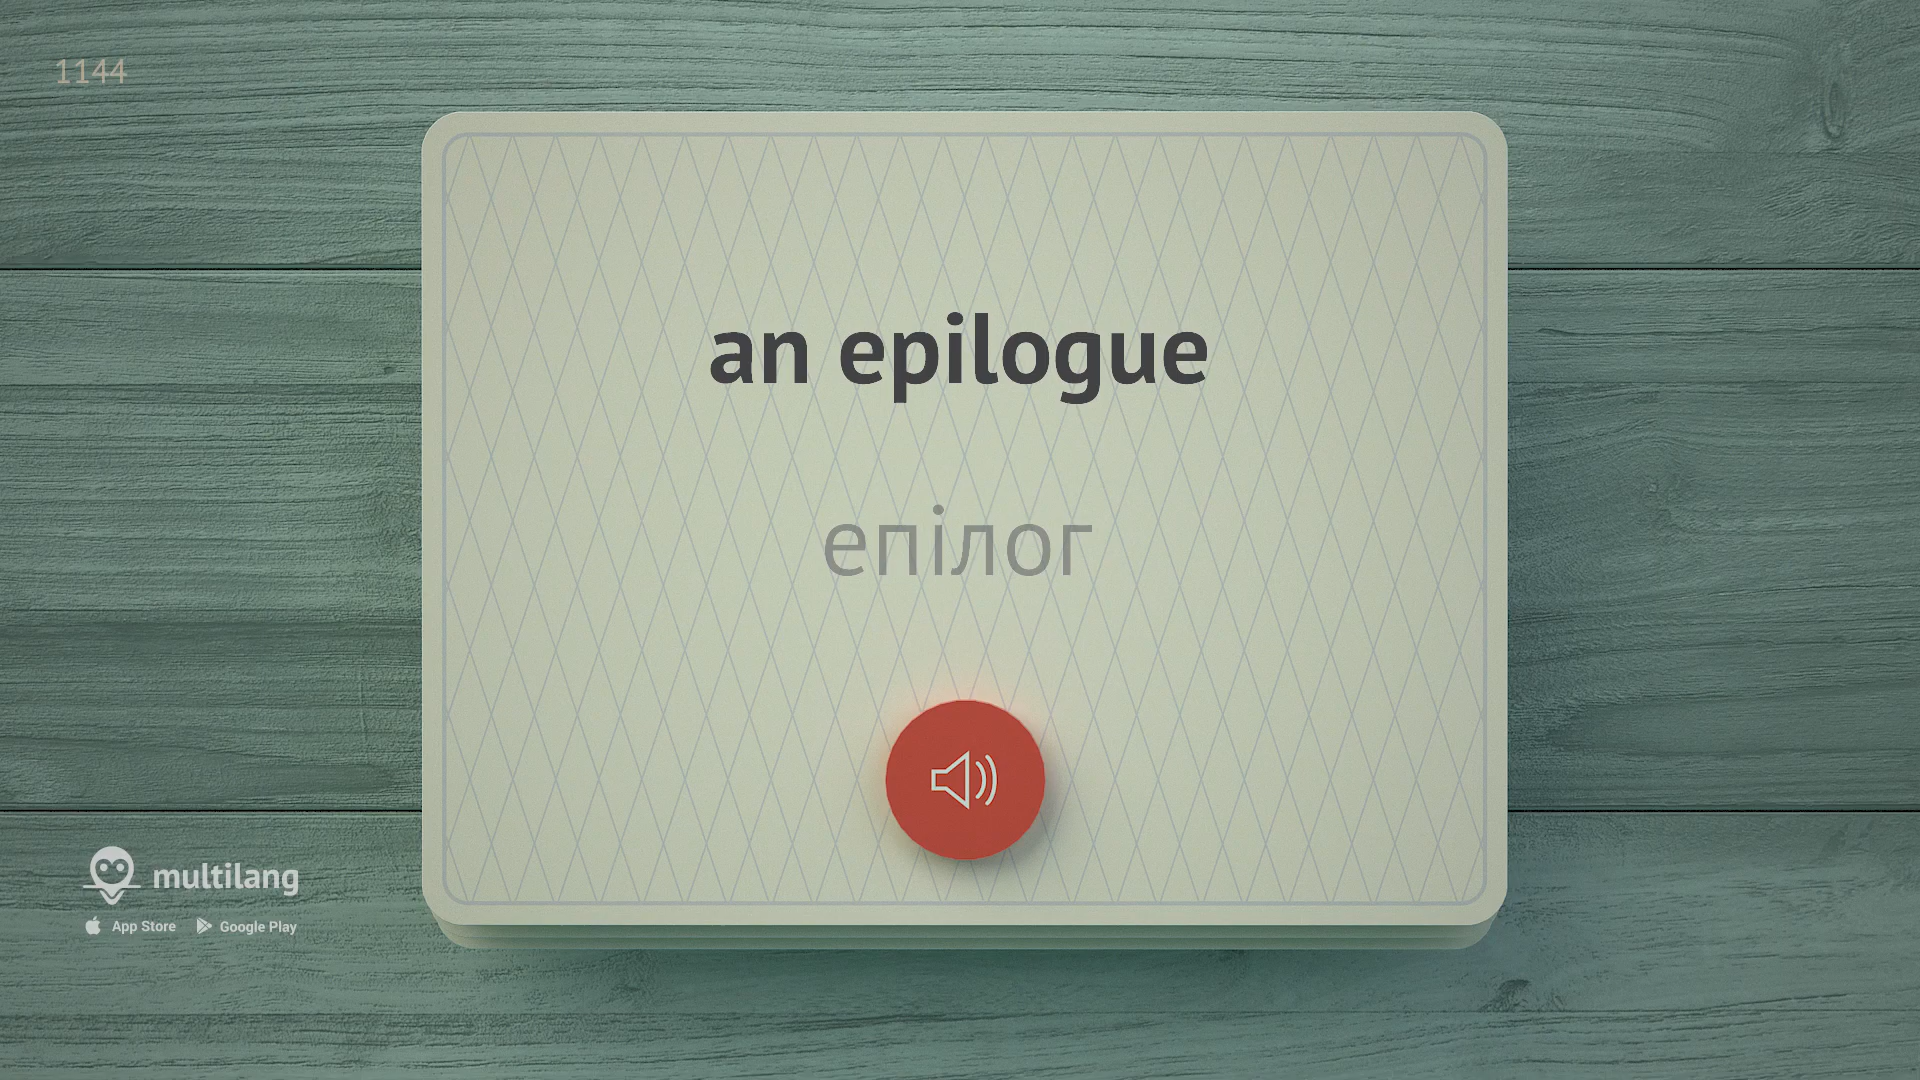 1144
an epilogue
епілог
multilang
App Store Google Play